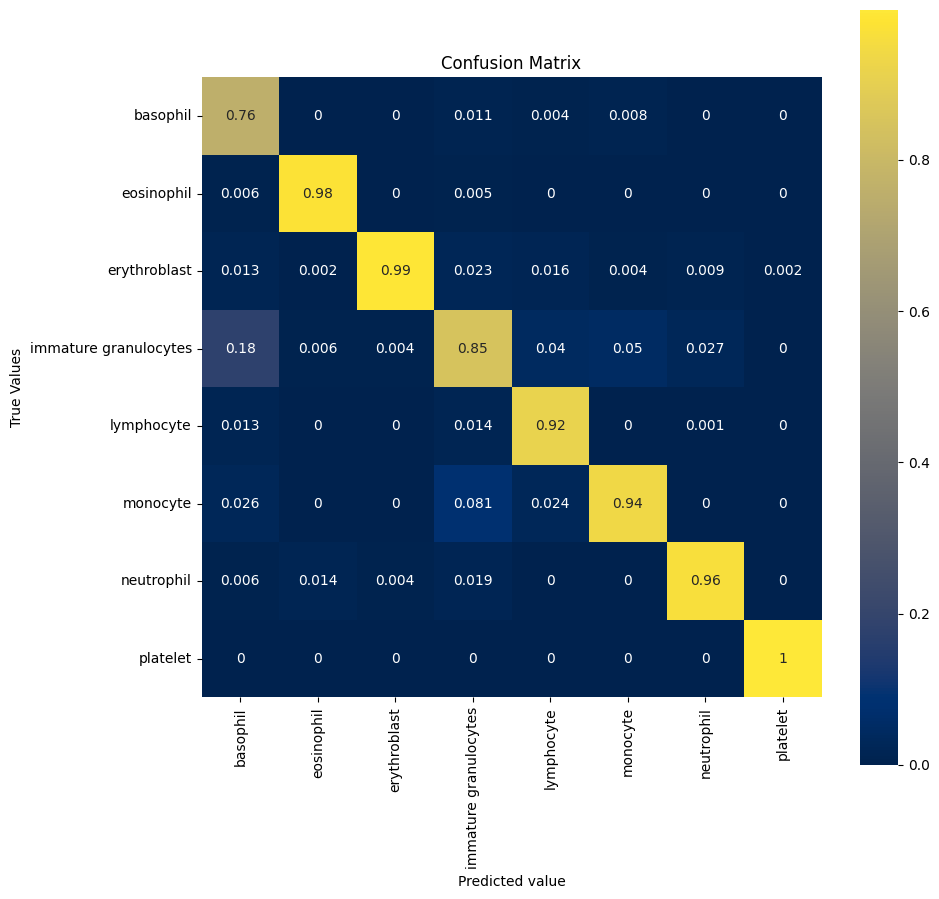 Confusion Matrix
True Values
basophil 0.76 0 0 0.011 0.004 0.008 0 0
eosinophil 0.006 0.98 0 0.005 0 0 0 0
erythroblast 0.013 0.002 0.99 0.023 0.016 0.004 0.009 0.002
immature granulocytes 0.18 0.006 0.004 0.85 0.04 0.05 0.027 0
lymphocyte 0.013 0 0 0.014 0.92 0 0.001 0
monocyte 0.026 0 0 0.081 0.024 0.94 0 0
neutrophil 0.006 0.014 0.004 0.019 0 0 0.96 0
platelet 0 0 0 0 0 0 0 1
basophil eosinophil erythroblast immature granulocytes lymphocyte monocyte neutrophil platelet
Predicted value
0.8
0.6
0.4
0.2
0.0